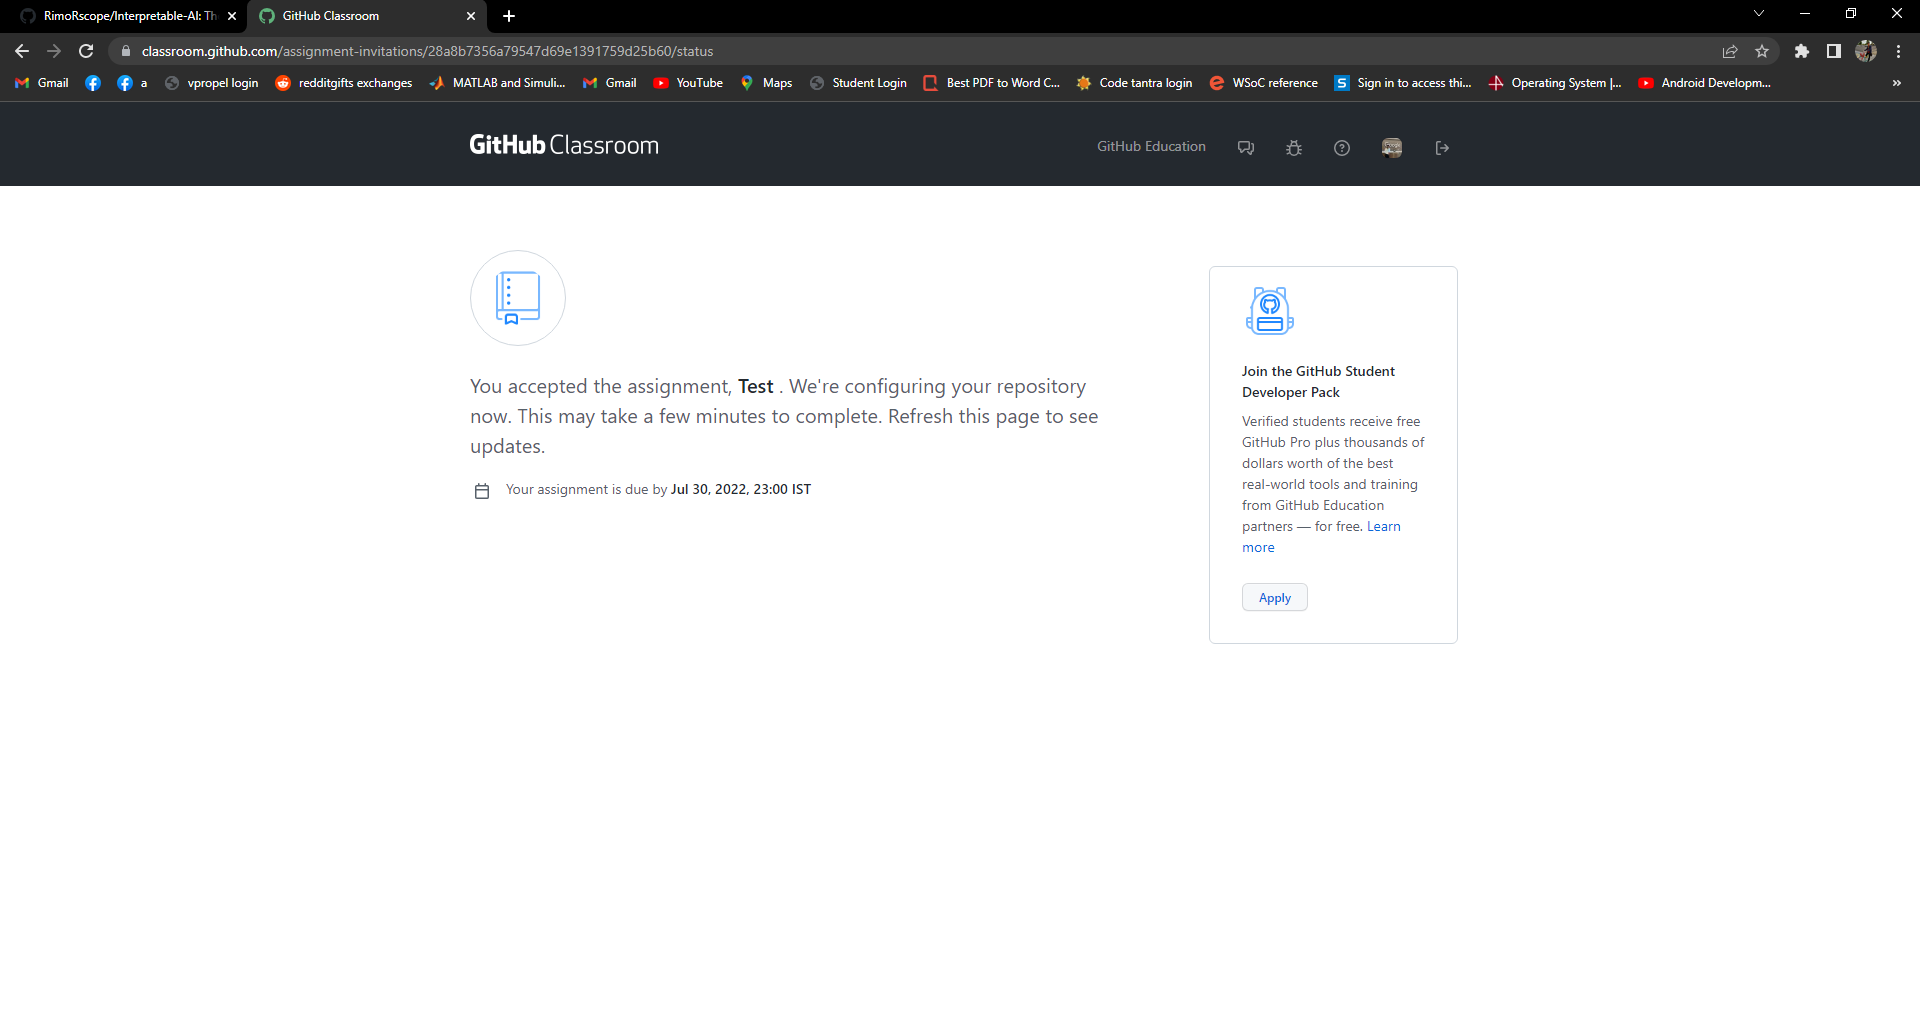 RimoRscope/Interpretable-AI: Th
GitHub Classroom
classroom.github.com/assignment-invitations/28a8b7356a79547d69e1391759d25b60/status
Gmail
a
vpropel login
redditgifts exchanges
MATLAB and Simuli...
Gmail
YouTube
Maps
Student Login
Best PDF to Word C...
Code tantra login
WSoC reference
Sign in to access thi...
Operating System |...
Android Developm...
»
GitHub Classroom
GitHub Education
You accepted the assignment, Test . We're configuring your repository
now. This may take a few minutes to complete. Refresh this page to see
updates.
Your assignment is due by Jul 30, 2022, 23:00 IST
Join the GitHub Student
Developer Pack
Verified students receive free
GitHub Pro plus thousands of
dollars worth of the best
real-world tools and training
from GitHub Education
partners — for free. Learn
more
Apply